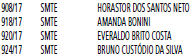 908/17 SMTE HORASTOR DOS SANTOS NETO
918/17 SMTE AMANDA BONINI
920/17 SMTE EVERALDO BRITO COSTA
924/17 SMTE BRUNO CUSTÓDIO DA SILVA